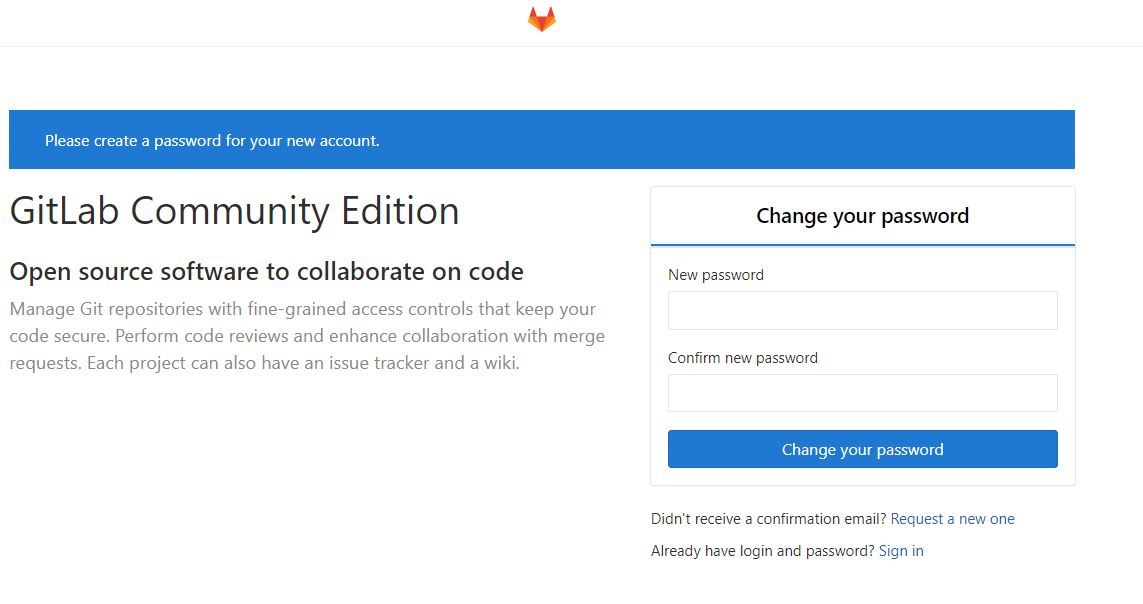 Please create a password for your new account.
GitLab Community Edition
Open source software to collaborate on code
Manage Git repositories with fine-grained access controls that keep your
code secure. Perform code reviews and enhance collaboration with merge
requests. Each project can also have an issue tracker and a wiki.
Change your password
New password
Confirm new password
Change your password
Didn't receive a confirmation email? Request a new one
Already have login and password? Sign in